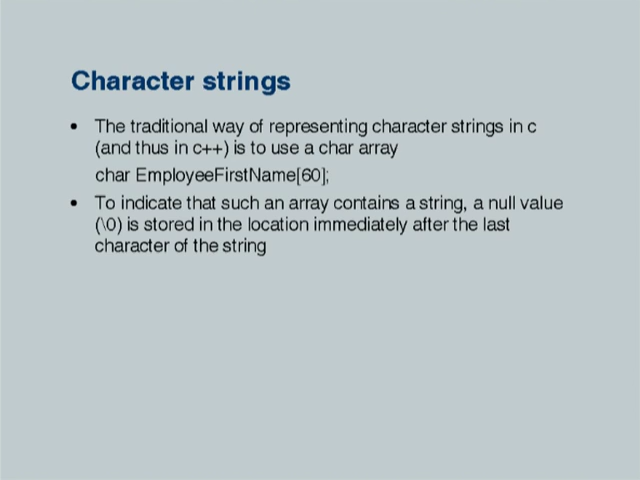 Character strings
• The traditional way of representing character strings in c
(and thus in c++) is to use a char array
char EmployeeFirstName[60];
• To indicate that such an array contains a string, a null value
(\0) is stored in the location immediately after the last
character of the string